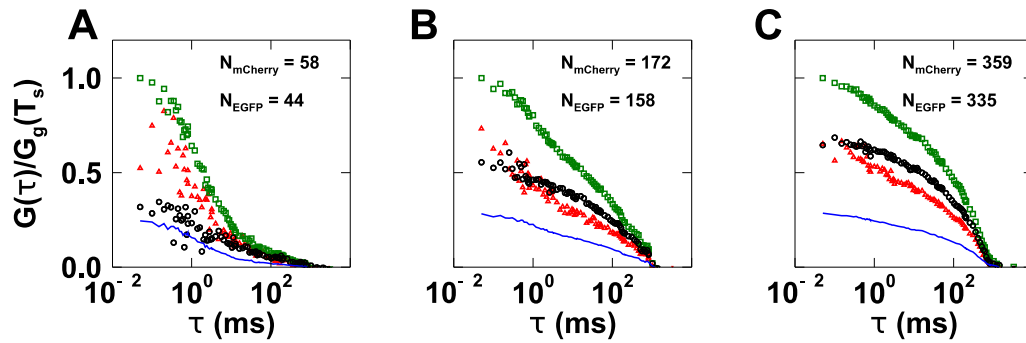 A B C
N_mCherry = 58
N_EGFP = 44
N_mCherry = 172
N_EGFP = 158
N_mCherry = 359
N_EGFP = 335
G(τ)/G_g(T_s)
1.0
0.5
0.0
10^-2 10^0 10^2 10^-2 10^0 10^2 10^-2 10^0 10^2
τ (ms) τ (ms) τ (ms)